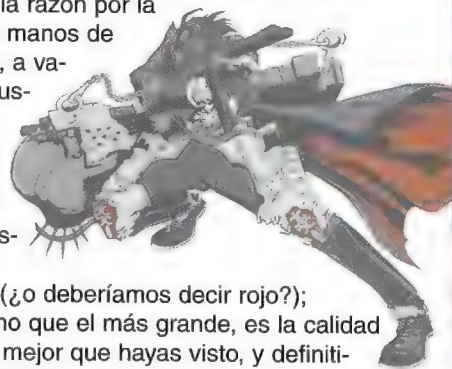 la razón por la
manos de
, a va-
us-
s-
(¿o deberíamos decir rojo?);
no que el más grande, es la calidad
mejor que hayas visto, y definiti-